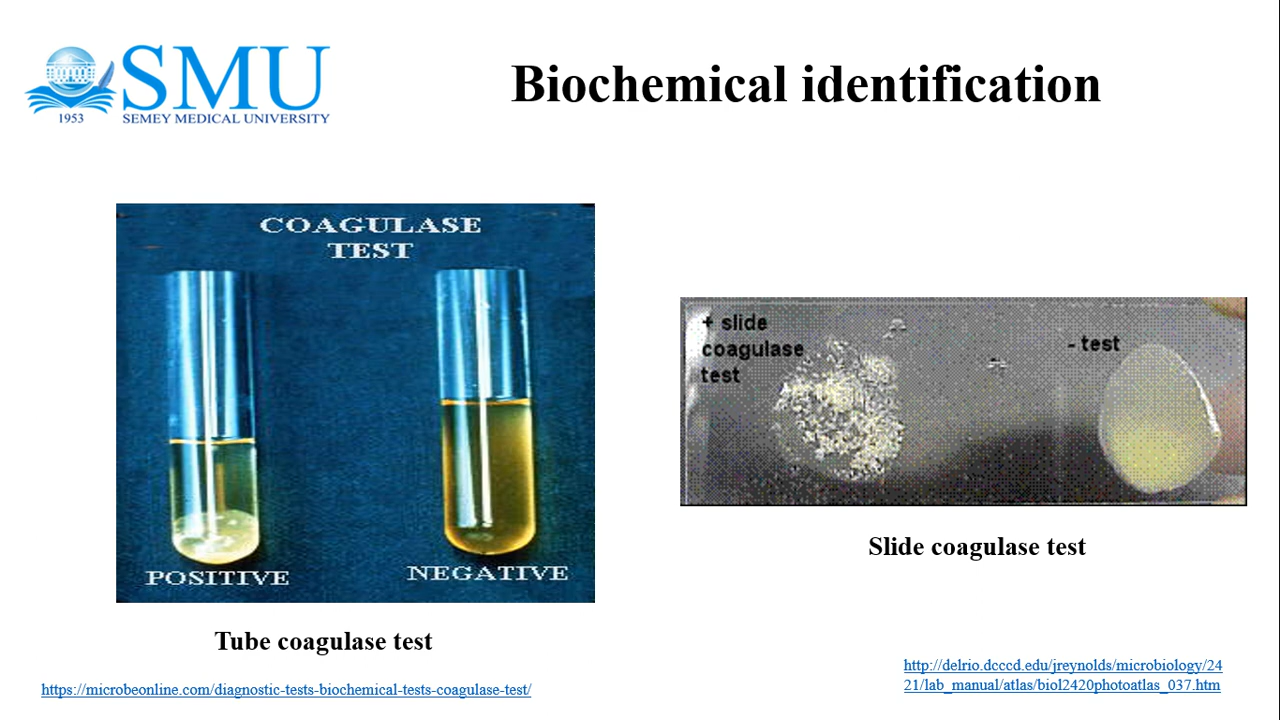 SMU
1953 SEMEY MEDICAL UNIVERSITY
Biochemical identification
COAGULASE
TEST
POSITIVE
NEGATIVE
Tube coagulase test
https://microbeonline.com/diagnostic-tests-biochemical-tests-coagulase-test/
+ slide
coagulase
test
- test
Slide coagulase test
http://delrio.dcccd.edu/jreynolds/microbiology/24
21/lab_manual/atlas/biol2420photoatlas_037.htm